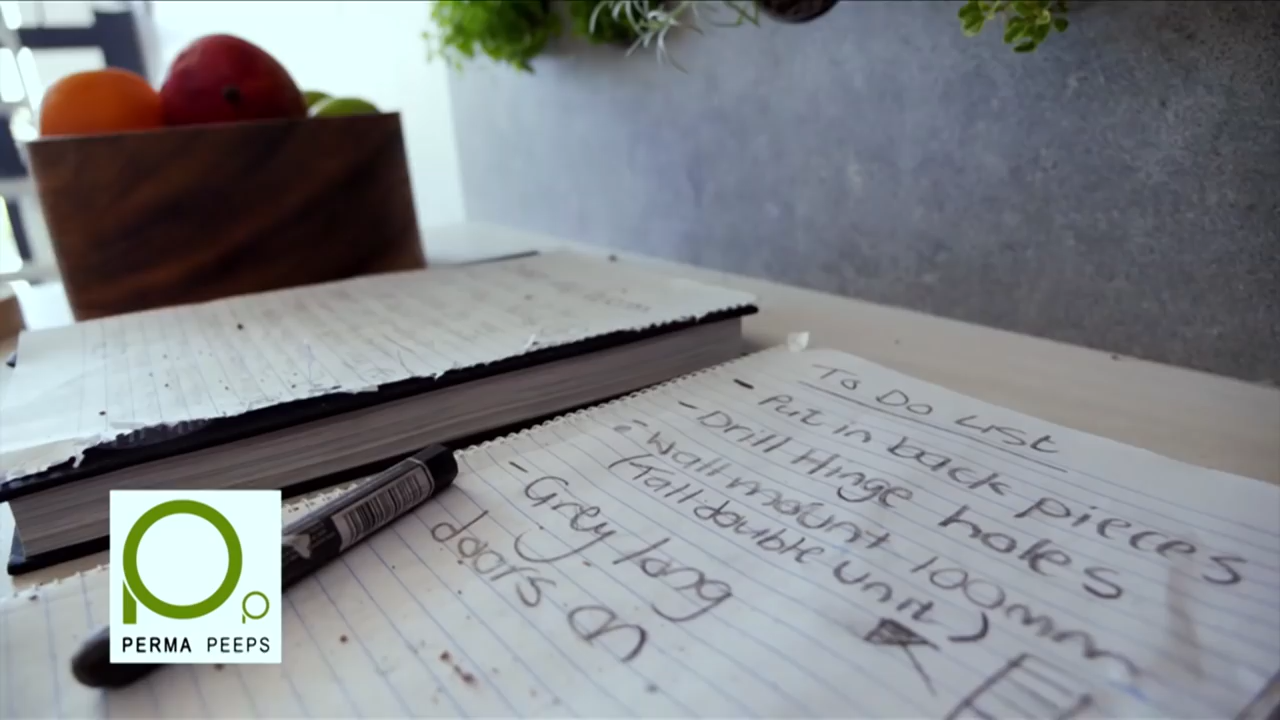 To Do List
- Put in back pieces
- Drill Hinge holes
- Wall mount 100mm
(Tall double unit)
- Grey long
doors
PERMA PEEPS